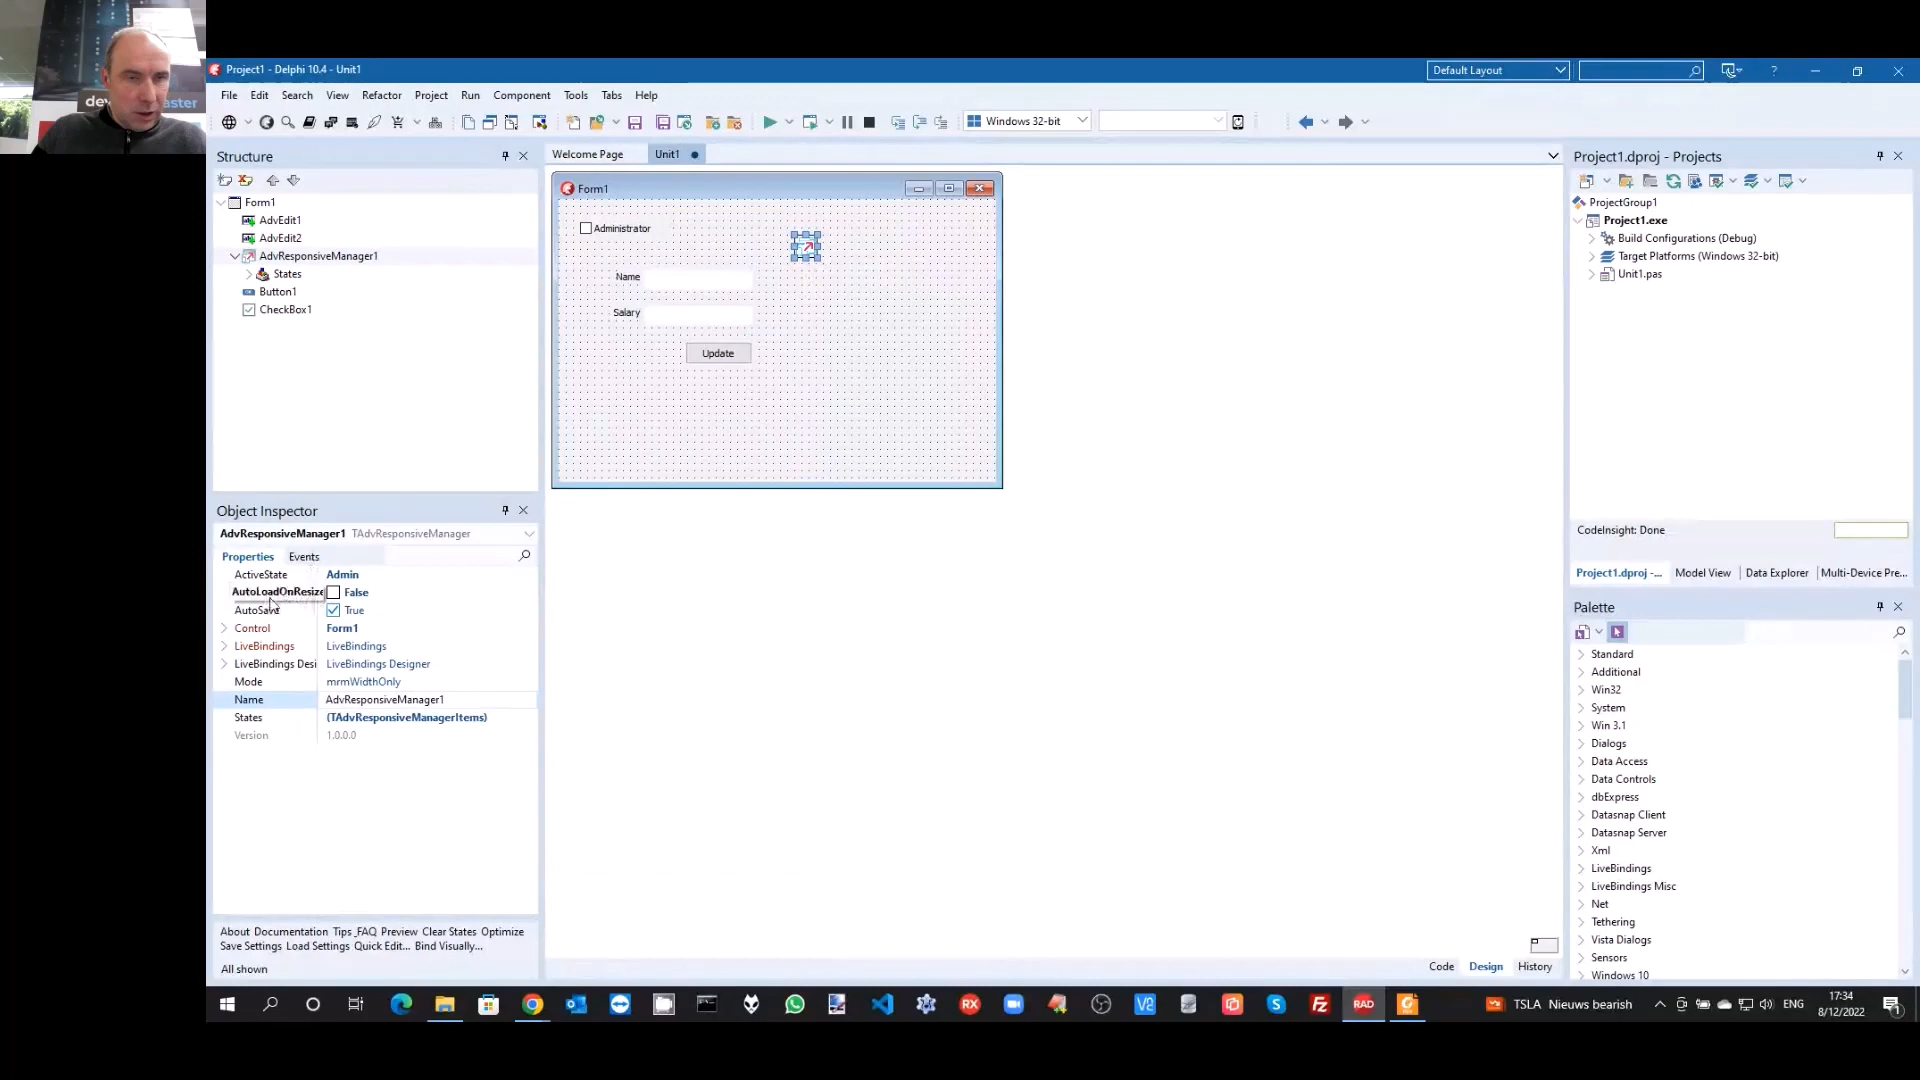 Project1 - Delphi 10.4 - Unit1
Default Layout
File Edit Search View Refactor Project Run Component Tools Tabs Help
Windows 32-bit
Structure
Form1
AdvEdit1
AdvEdit2
AdvResponsiveManager1
States
Button1
CheckBox1
Welcome Page
Unit1
Form1
Administrator
Name
Salary
Update
Project1.dproj - Projects
ProjectGroup1
Project1.exe
Build Configurations (Debug)
Target Platforms (Windows 32-bit)
Unit1.pas
CodeInsight: Done
Project1.dproj -... Model View Data Explorer Multi-Device Pre...
Object Inspector
AdvResponsiveManager1 TAdvResponsiveManager
Properties Events
ActiveState Admin
AutoLoadOnResize False
AutoSave True
Control Form1
LiveBindings LiveBindings
LiveBindings Desi LiveBindings Designer
Mode mrmWidthOnly
Name AdvResponsiveManager1
States (TAdvResponsiveManagerItems)
Version 1.0.0.0
About Documentation Tips_FAQ Preview Clear States Optimize
Save Settings Load Settings Quick Edit... Bind Visually...
All shown
Palette
Standard
Additional
Win32
System
Win 3.1
Dialogs
Data Access
Data Controls
dbExpress
Datasnap Client
Datasnap Server
Xml
LiveBindings
LiveBindings Misc
Net
Tethering
Vista Dialogs
Sensors
Windows 10
Code Design History
RX
RAD
TSLA Nieuws bearish
ENG
17:34
8/12/2022
1